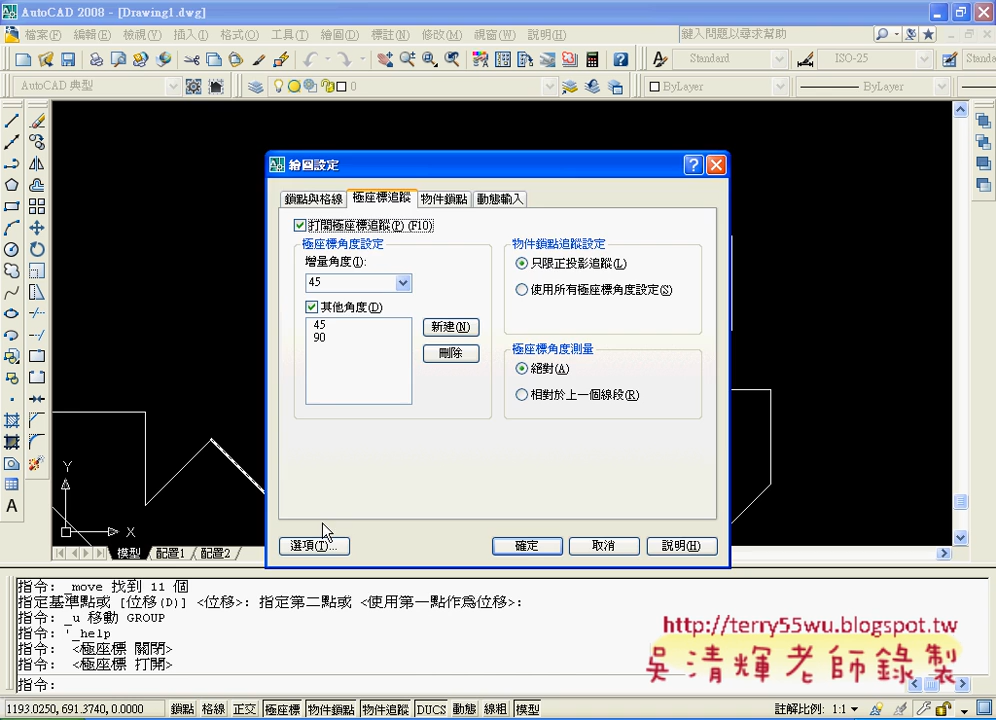 AutoCAD 2008 - [Drawing1.dwg]
檔案(F) 編輯(E) 檢視(V) 插入(I) 格式(O) 工具(T) 繪圖(D) 標註(N) 修改(M) 視窗(W) 說明(H) 鍵入問題以尋求幫助
Standard ISO-25 Standa
AutoCAD 典型 0 ByLayer ByLayer
繪圖設定
鎖點與格線 極座標追蹤 物件鎖點 動態輸入
打開極座標追蹤(P) (F10)
極座標角度設定
增量角度(I):
45
其他角度(D)
45
90
新建(N)
刪除
物件鎖點追蹤設定
只限正投影追蹤(L)
使用所有極座標角度設定(S)
極座標角度測量
絕對(A)
相對於上一個線段(R)
選項(T)... 確定 取消 說明(H)
Y
X
模型 配置1 配置2
指令: _move 找到 11 個
指定基準點或 [位移(D)] <位移>: 指定第二點或 <使用第一點作為位移>:
指令: _u 移動 GROUP
指令: '_help
指令: <極座標 關閉>
指令: <極座標 打開>
指令:
http://terry55wu.blogspot.tw
吳清輝老師錄製
1193.0250, 691.3740, 0.0000 鎖點 格線 正交 極座標 物件鎖點 物件追蹤 DUCS 動態 線粗 模型 註解比例: 1:1